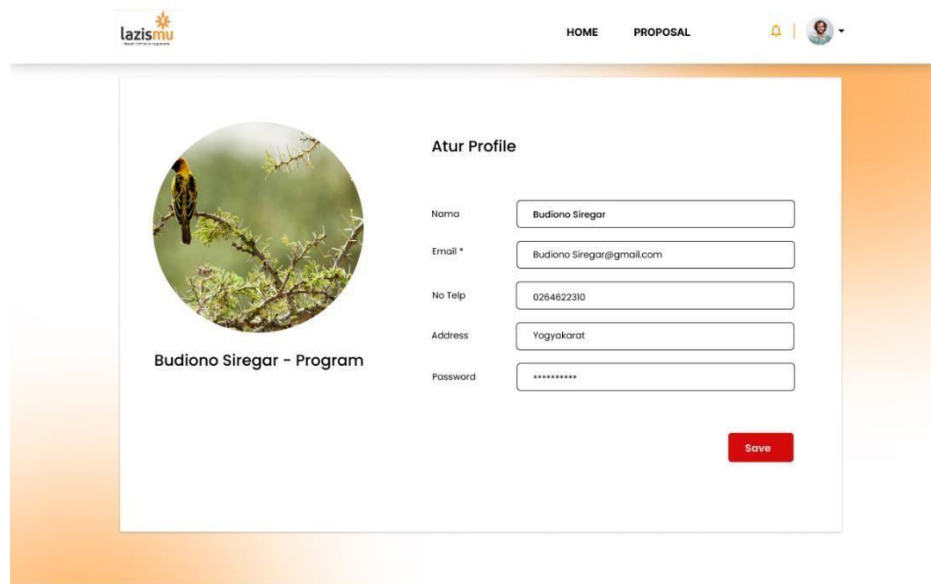 lazismu
HOME PROPOSAL
Atur Profile
Nama Budiono Siregar
Email * Budiono Siregar@gmail.com
No Telp 0264622310
Address Yogyakarat
Password **********
Budiono Siregar - Program
Save